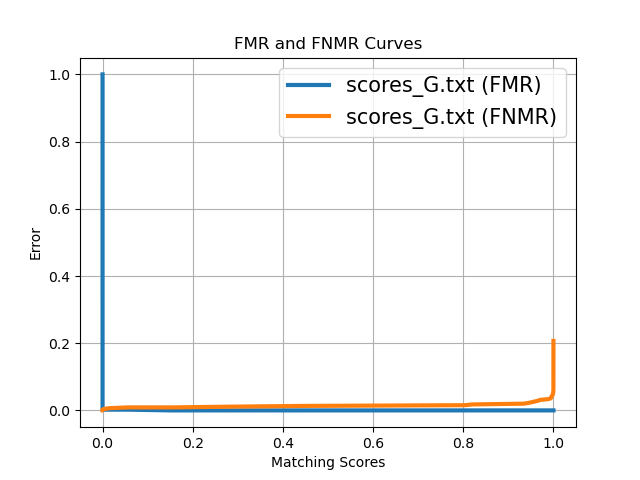 FMR and FNMR Curves
scores_G.txt (FMR)
scores_G.txt (FNMR)
Error
1.0
0.8
0.6
0.4
0.2
0.0
0.0 0.2 0.4 0.6 0.8 1.0
Matching Scores